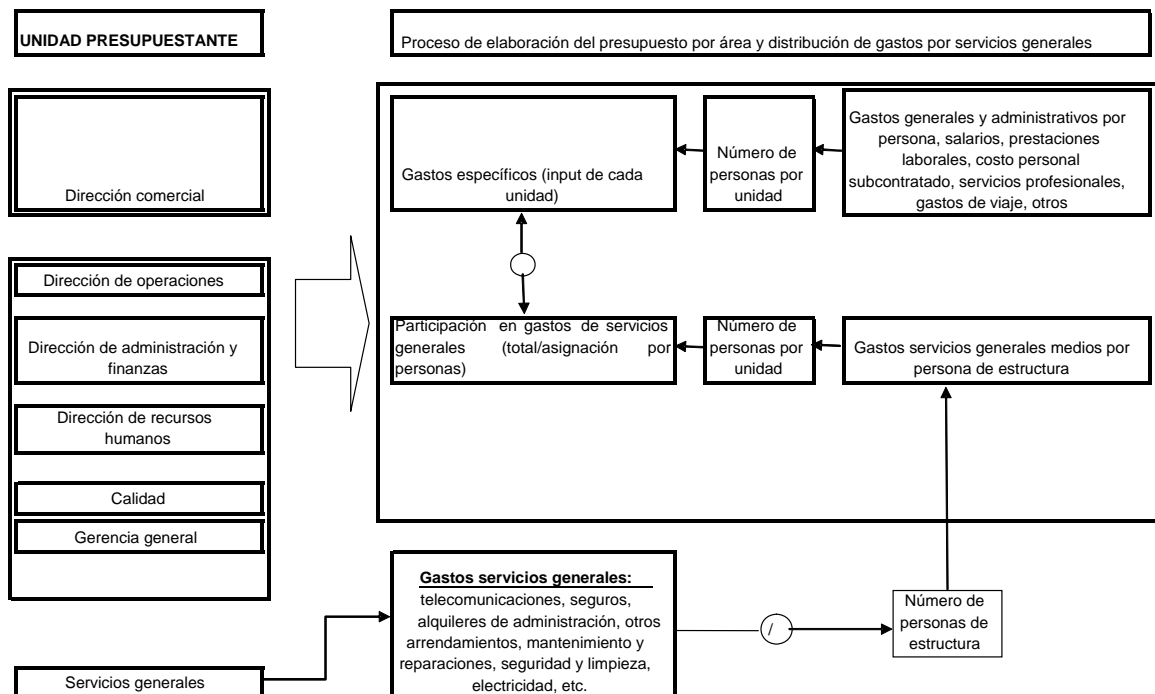 UNIDAD PRESUPUESTANTE
Proceso de elaboración del presupuesto por área y distribución de gastos por servicios generales
Dirección comercial
Gastos específicos (input de cada
unidad)
Número de
personas por
unidad
Gastos generales y administrativos por
persona, salarios, prestaciones
laborales, costo personal
subcontratado, servicios profesionales,
gastos de viaje, otros
Dirección de operaciones
Dirección de administración y
finanzas
Dirección de recursos
humanos
Calidad
Gerencia general
Participación en gastos de servicios
generales (total/asignación por
personas)
Número de
personas por
unidad
Gastos servicios generales medios por
persona de estructura
Servicios generales
Gastos servicios generales:
telecomunicaciones, seguros,
alquileres de administración, otros
arrendamientos, mantenimiento y
reparaciones, seguridad y limpieza,
electricidad, etc.
/
Número de
personas de
estructura